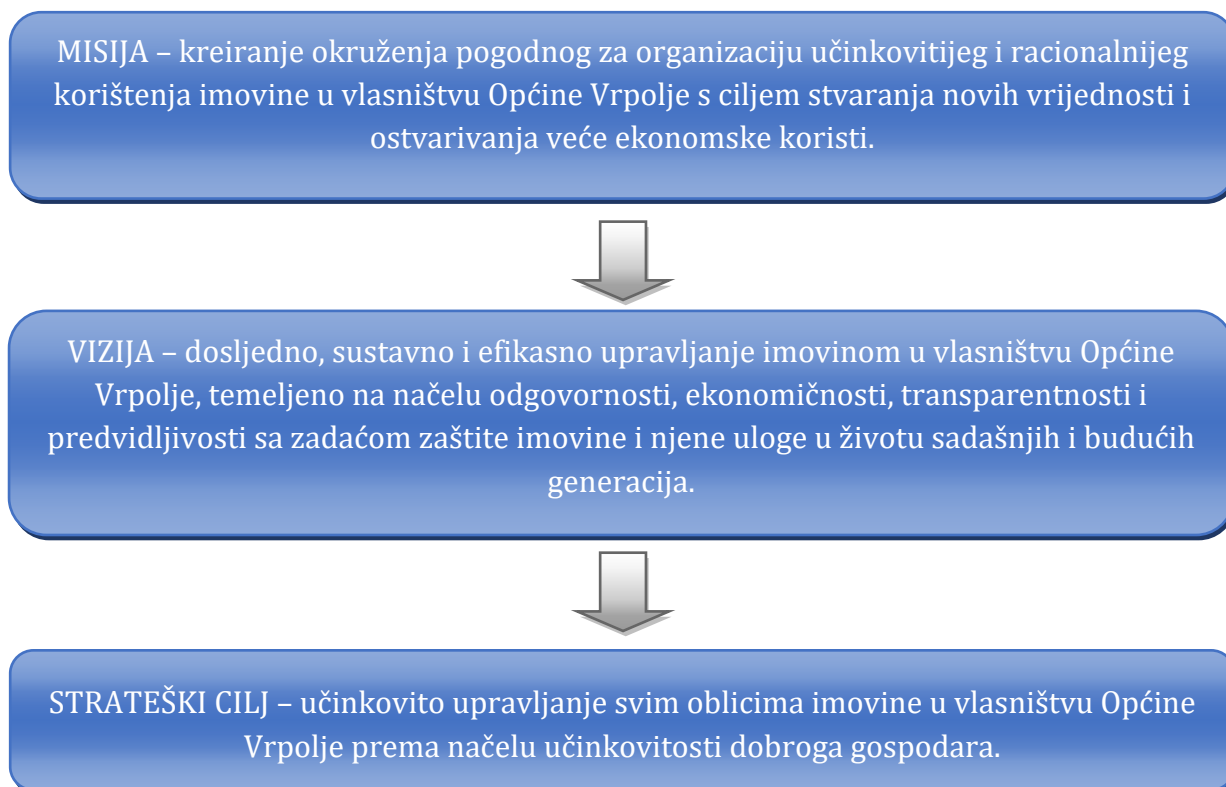 MISIJA – kreiranje okruženja pogodnog za organizaciju učinkovitijeg i racionalnijeg
korištenja imovine u vlasništvu Općine Vrpolje s ciljem stvaranja novih vrijednosti i
ostvarivanja veće ekonomske koristi.
VIZIJA – dosljedno, sustavno i efikasno upravljanje imovinom u vlasništvu Općine
Vrpolje, temeljeno na načelu odgovornosti, ekonomičnosti, transparentnosti i
predvidljivosti sa zadaćom zaštite imovine i njene uloge u životu sadašnjih i budućih
generacija.
STRATEŠKI CILJ – učinkovito upravljanje svim oblicima imovine u vlasništvu Općine
Vrpolje prema načelu učinkovitosti dobroga gospodara.